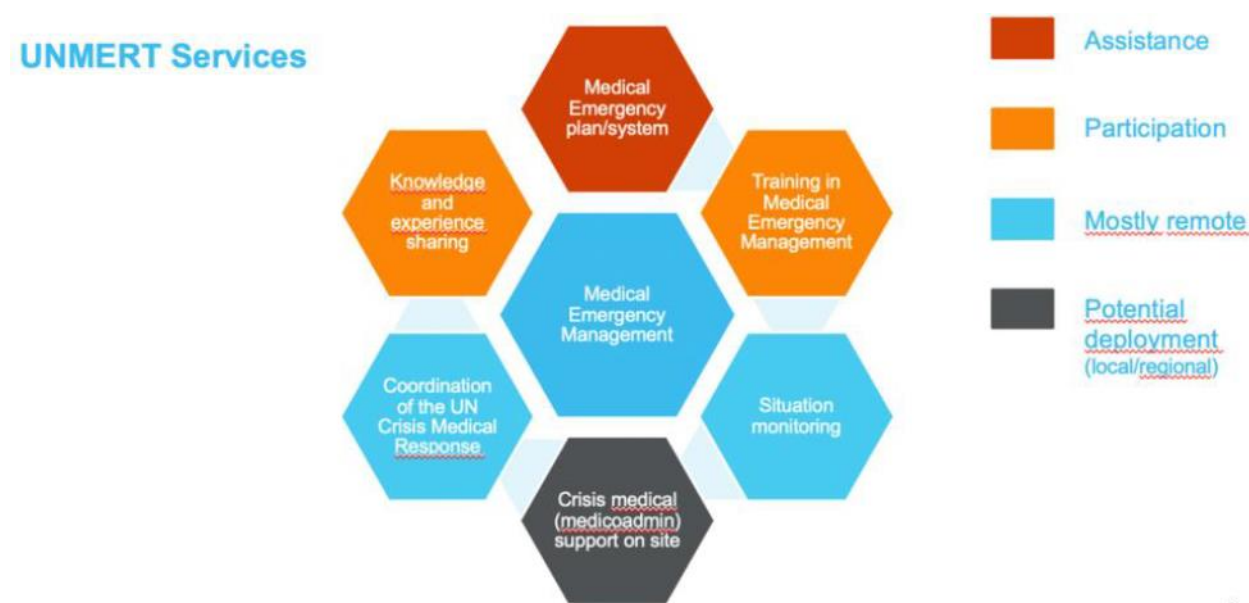 UNMERT Services
Medical
Emergency
plan/system
Knowledge
and
experience
sharing
Training in
Medical
Emergency
Management
Medical
Emergency
Management
Coordination
of the UN
Crisis Medical
Response
Situation
monitoring
Crisis medical
(medicoadmin)
support on site
Assistance
Participation
Mostly remote
Potential
deployment
(local/regional)